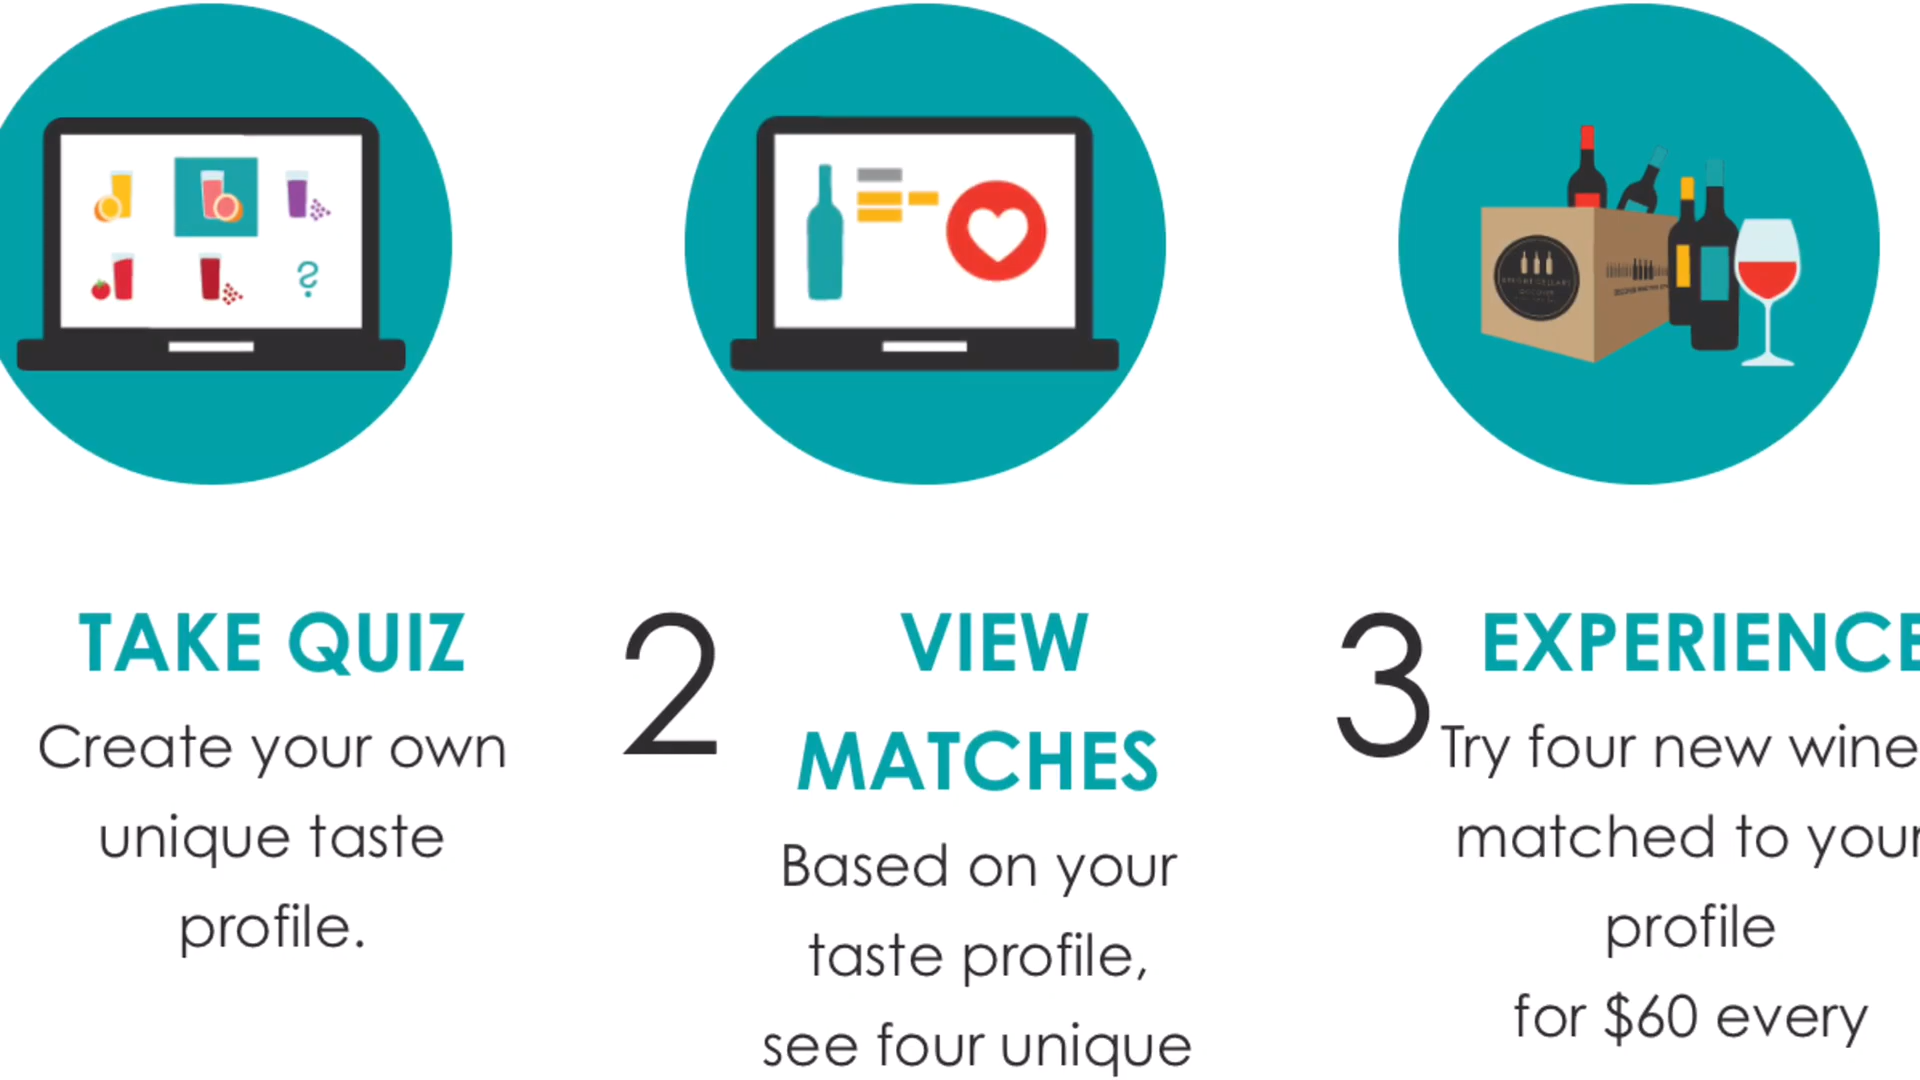 TAKE QUIZ
Create your own
unique taste
profile.
2
VIEW
MATCHES
Based on your
taste profile,
see four unique
3
EXPERIENCE
Try four new wine
matched to your
profile
for $60 every